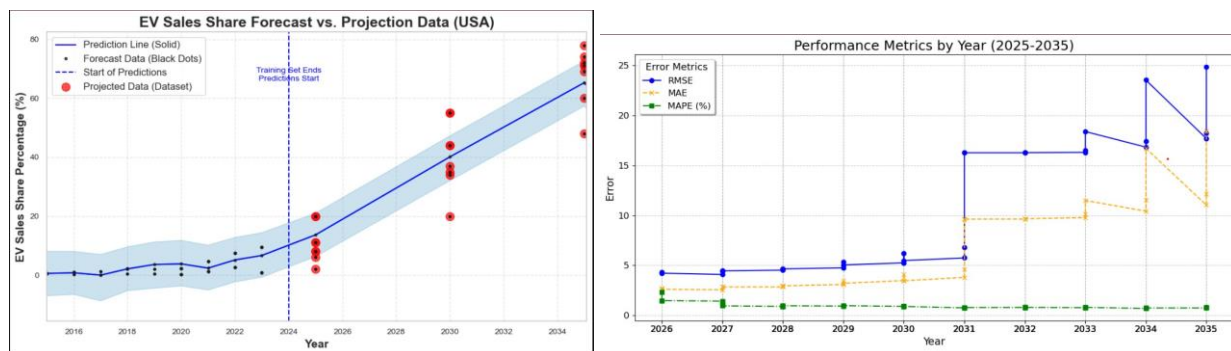 EV Sales Share Forecast vs. Projection Data (USA)
80
60
40
20
0
EV Sales Share Percentage (%)
Prediction Line (Solid)
Forecast Data (Black Dots)
Start of Predictions
Projected Data (Dataset)
Training Set Ends
Predictions Start
2016 2018 2020 2022 2024 2026 2028 2030 2032 2034
Year
Performance Metrics by Year (2025-2035)
25
20
15
10
5
0
Error
Error Metrics
RMSE
MAE
MAPE (%)
2026 2027 2028 2029 2030 2031 2032 2033 2034 2035
Year